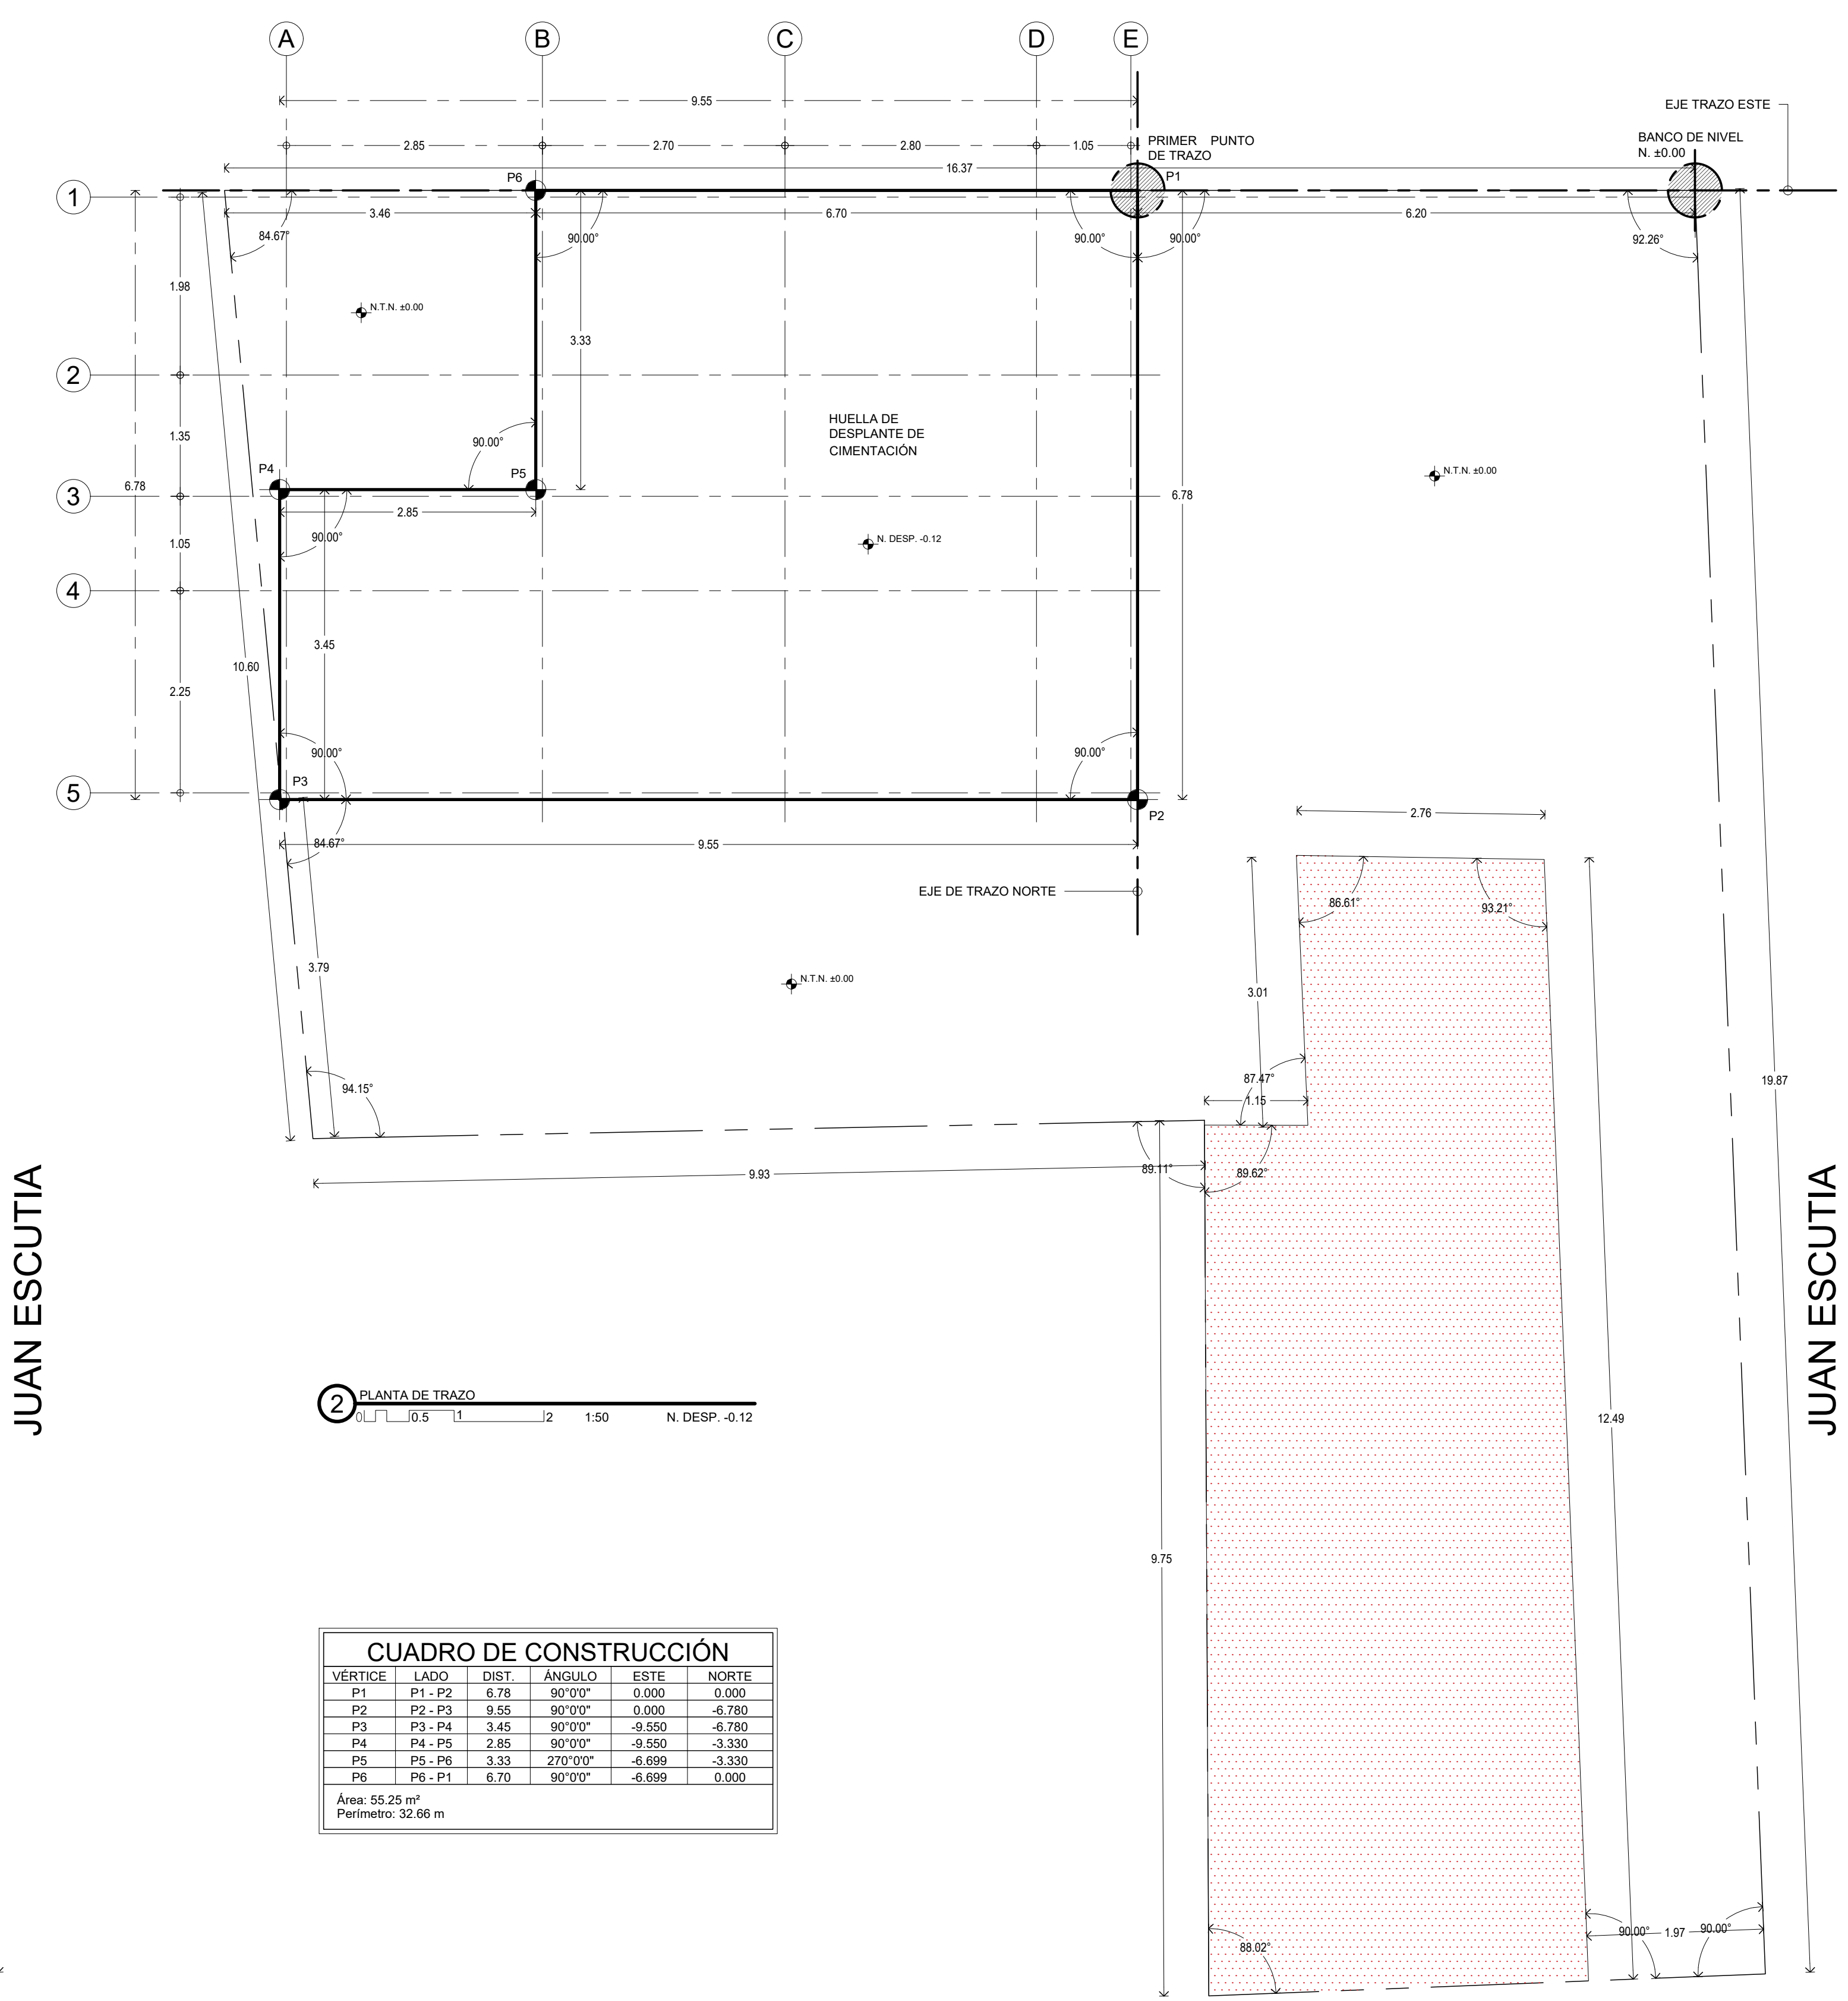 A B C D E
EJE TRAZO ESTE
9.55
BANCO DE NIVEL
N. ±0.00
PRIMER PUNTO
DE TRAZO
2.85 2.70 2.80 1.05
16.37
P6 P1
1
3.46 6.70 6.20
84.67° 90.00° 90.00° 90.00° 92.26°
1.98
N.T.N. ±0.00
3.33
2
HUELLA DE
DESPLANTE DE
CIMENTACIÓN
1.35
90.00°
P4 P5
N.T.N. ±0.00
6.78
3
6.78
2.85
90.00°
N. DESP. -0.12
1.05
4
3.45
10.60
2.25
90.00° 90.00°
P3
5
P2
2.76
84.67°
9.55
EJE DE TRAZO NORTE
86.61° 93.21°
3.79
N.T.N. ±0.00
3.01
87.47°
19.87
94.15°
1.15
89.11° 89.62°
9.93
JUAN ESCUTIA
JUAN ESCUTIA
2 PLANTA DE TRAZO
0 0.5 1 2 1:50 N. DESP. -0.12
12.49
9.75
CUADRO DE CONSTRUCCIÓN
VÉRTICE LADO DIST. ÁNGULO ESTE NORTE
P1 P1 - P2 6.78 90°0'0" 0.000 0.000
P2 P2 - P3 9.55 90°0'0" 0.000 -6.780
P3 P3 - P4 3.45 90°0'0" -9.550 -6.780
P4 P4 - P5 2.85 90°0'0" -9.550 -3.330
P5 P5 - P6 3.33 270°0'0" -6.699 -3.330
P6 P6 - P1 6.70 90°0'0" -6.699 0.000
Área: 55.25 m²
Perímetro: 32.66 m
90.00° 1.97 90.00°
88.02°